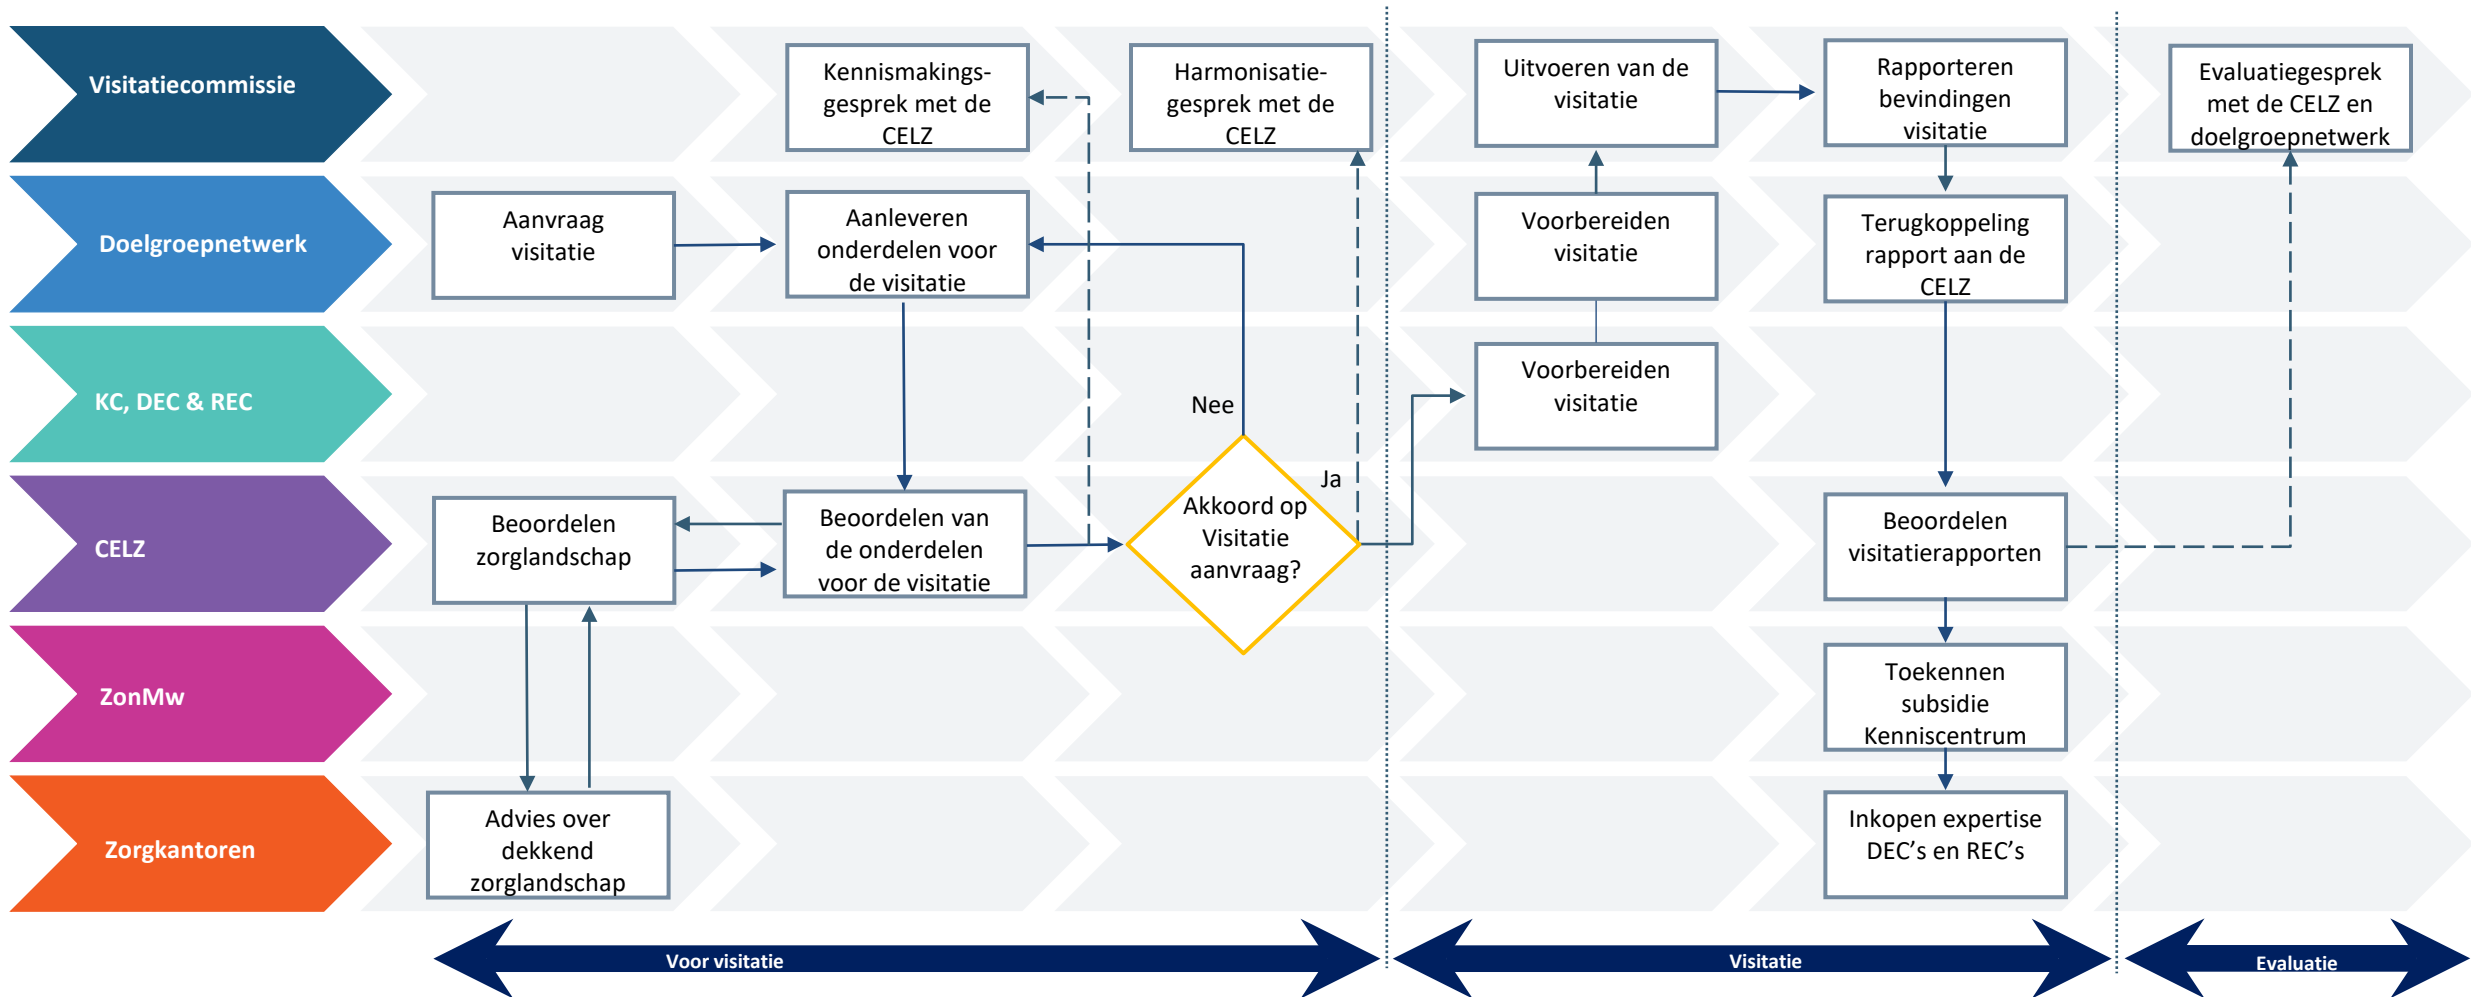 Visitatiecommissie
Kennismakings-
gesprek met de
CELZ
Harmonisatie-
gesprek met de
CELZ
Uitvoeren van de
visitatie
Rapporteren
bevindingen
visitatie
Evaluatiegesprek
met de CELZ en
doelgroepnetwerk
Doelgroepnetwerk
Aanvraag
visitatie
Aanleveren
onderdelen voor
de visitatie
Voorbereiden
visitatie
Terugkoppeling
rapport aan de
CELZ
KC, DEC & REC
Nee
Voorbereiden
visitatie
CELZ
Beoordelen
zorglandschap
Beoordelen van
de onderdelen
voor de visitatie
Akkoord op
Visitatie
aanvraag?
Ja
Beoordelen
visitatierapporten
ZonMw
Toekennen
subsidie
Kenniscentrum
Zorgkantoren
Advies over
dekkend
zorglandschap
Inkopen expertise
DEC’s en REC’s
Voor visitatie
Visitatie
Evaluatie